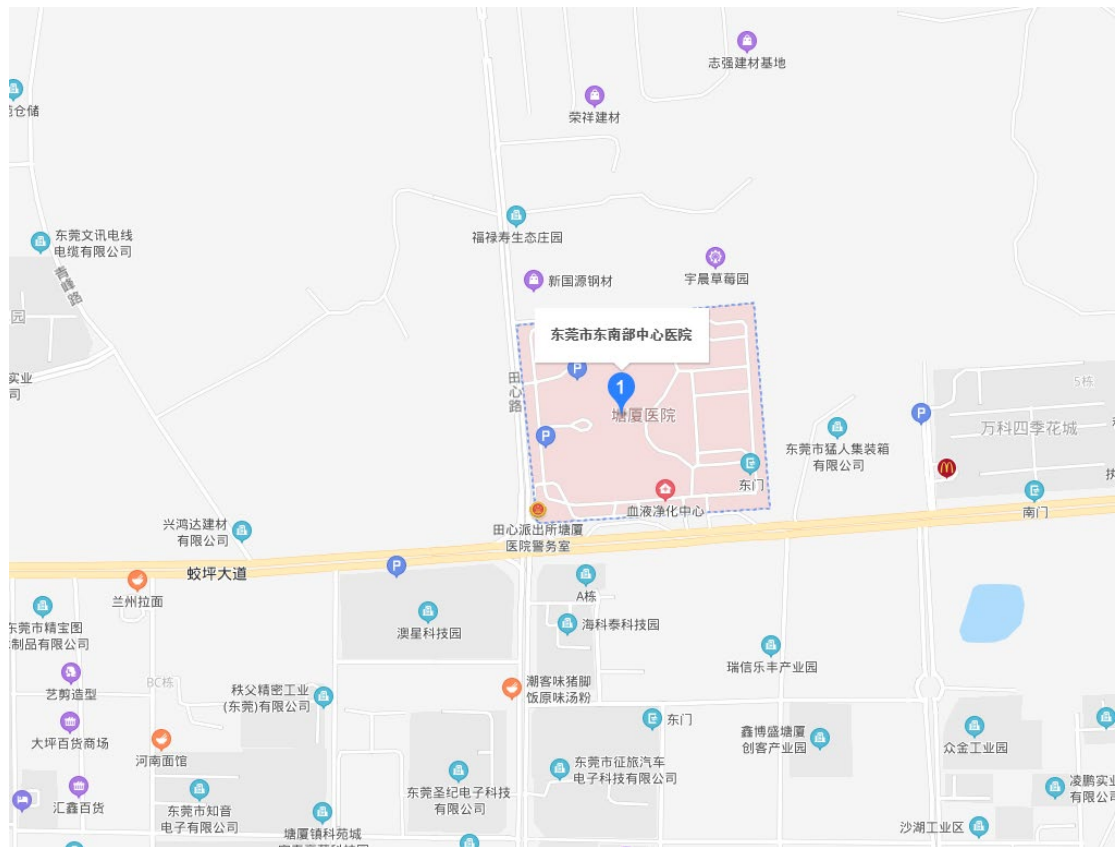 志强建材基地
荣祥建材
仓储
东莞文讯电线
电缆有限公司
福禄寿生态庄园
青峰路
新国源钢材
宇晨草莓园
园
东莞市东南部中心医院
田心路
P
1
实业
司
5栋
塘厦医院
P
P
万科四季花城
东莞市猛人集装箱
有限公司
东门
执
血液净化中心
南门
兴鸿达建材
有限公司
田心派出所塘厦
医院警务室
蛟坪大道
P
A栋
兰州拉面
东莞市精宝图
制品有限公司
澳星科技园
海科泰科技园
瑞信乐丰产业园
艺剪造型
BC栋
秩父精密工业
(东莞)有限公司
潮客味猪脚
饭原味汤粉
东门
大坪百货商场
河南面馆
鑫博盛塘厦
创客产业园
众金工业园
东莞市征旅汽车
电子科技有限公司
汇鑫百货
东莞市知音
电子有限公司
东莞圣纪电子科技
有限公司
凌鹏实业
有限公司
塘厦镇科苑城
沙湖工业区